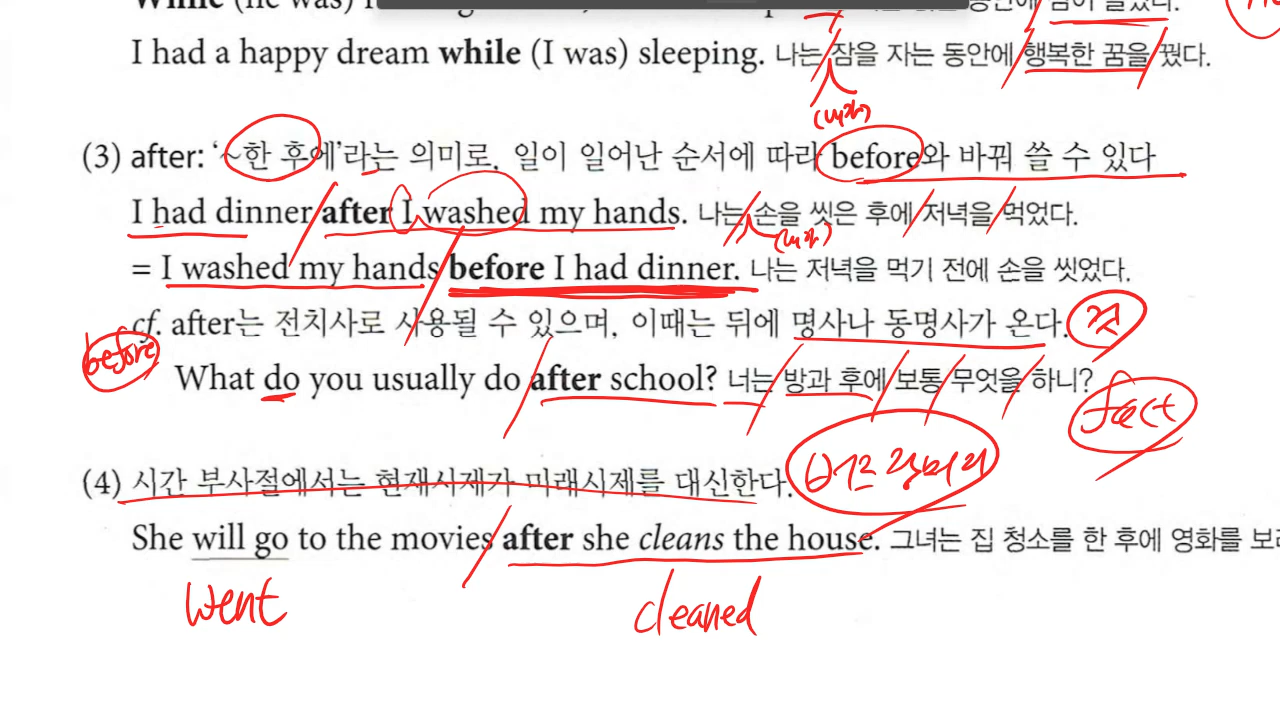 I had a happy dream while (I was) sleeping. 나는 잠을 자는 동안에 행복한 꿈을 꿨다.
(내가)
(3) after: '~한 후에'라는 의미로, 일이 일어난 순서에 따라 before와 바꿔 쓸 수 있다
I had dinner after I washed my hands. 나는 손을 씻은 후에 저녁을 먹었다.
(내가)
= I washed my hands before I had dinner. 나는 저녁을 먹기 전에 손을 씻었다.
cf. after는 전치사로 사용될 수 있으며, 이때는 뒤에 명사나 동명사가 온다. 것
before
What do you usually do after school? 너는 방과 후에 보통 무엇을 하니?
fact
(4) 시간 부사절에서는 현재시제가 미래시제를 대신한다.
She will go to the movies after she cleans the house. 그녀는 집 청소를 한 후에 영화를 보
went cleaned